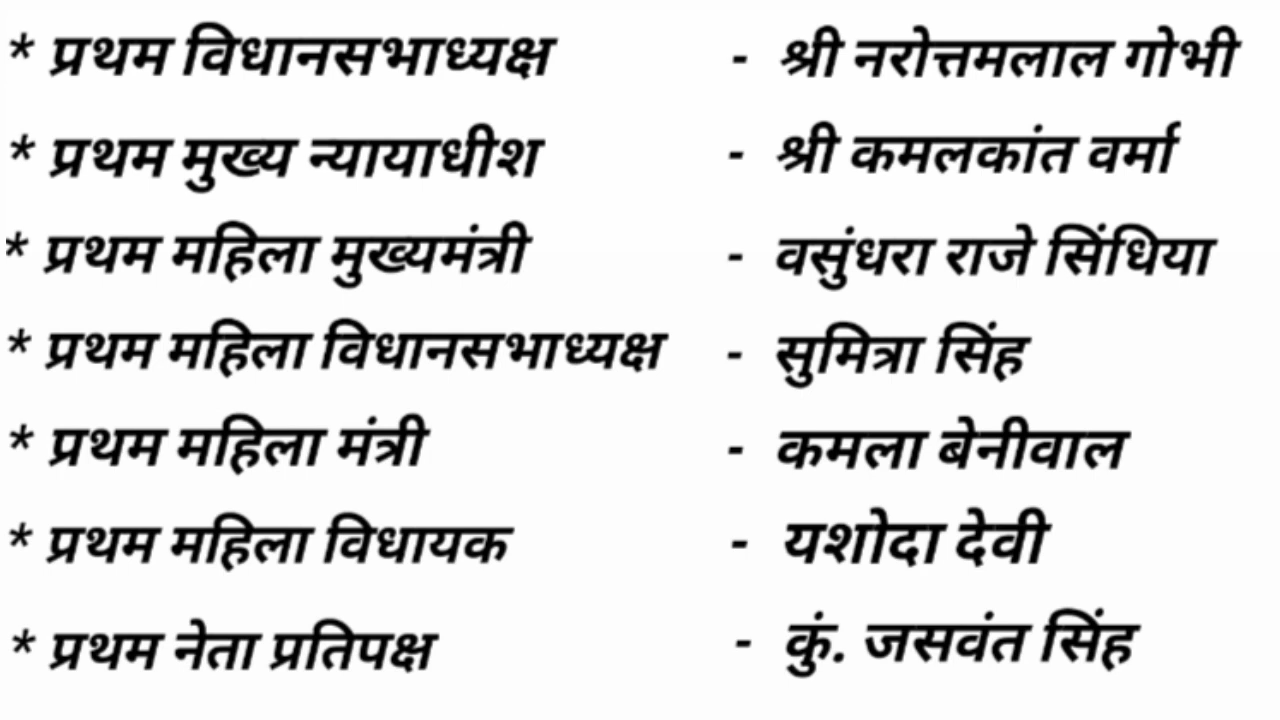 * प्रथम विधानसभाध्यक्ष - श्री नरोत्तमलाल गोभी
* प्रथम मुख्य न्यायाधीश - श्री कमलकांत वर्मा
* प्रथम महिला मुख्यमंत्री - वसुंधरा राजे सिंधिया
* प्रथम महिला विधानसभाध्यक्ष - सुमित्रा सिंह
* प्रथम महिला मंत्री - कमला बेनीवाल
* प्रथम महिला विधायक - यशोदा देवी
* प्रथम नेता प्रतिपक्ष - कुं. जसवंत सिंह